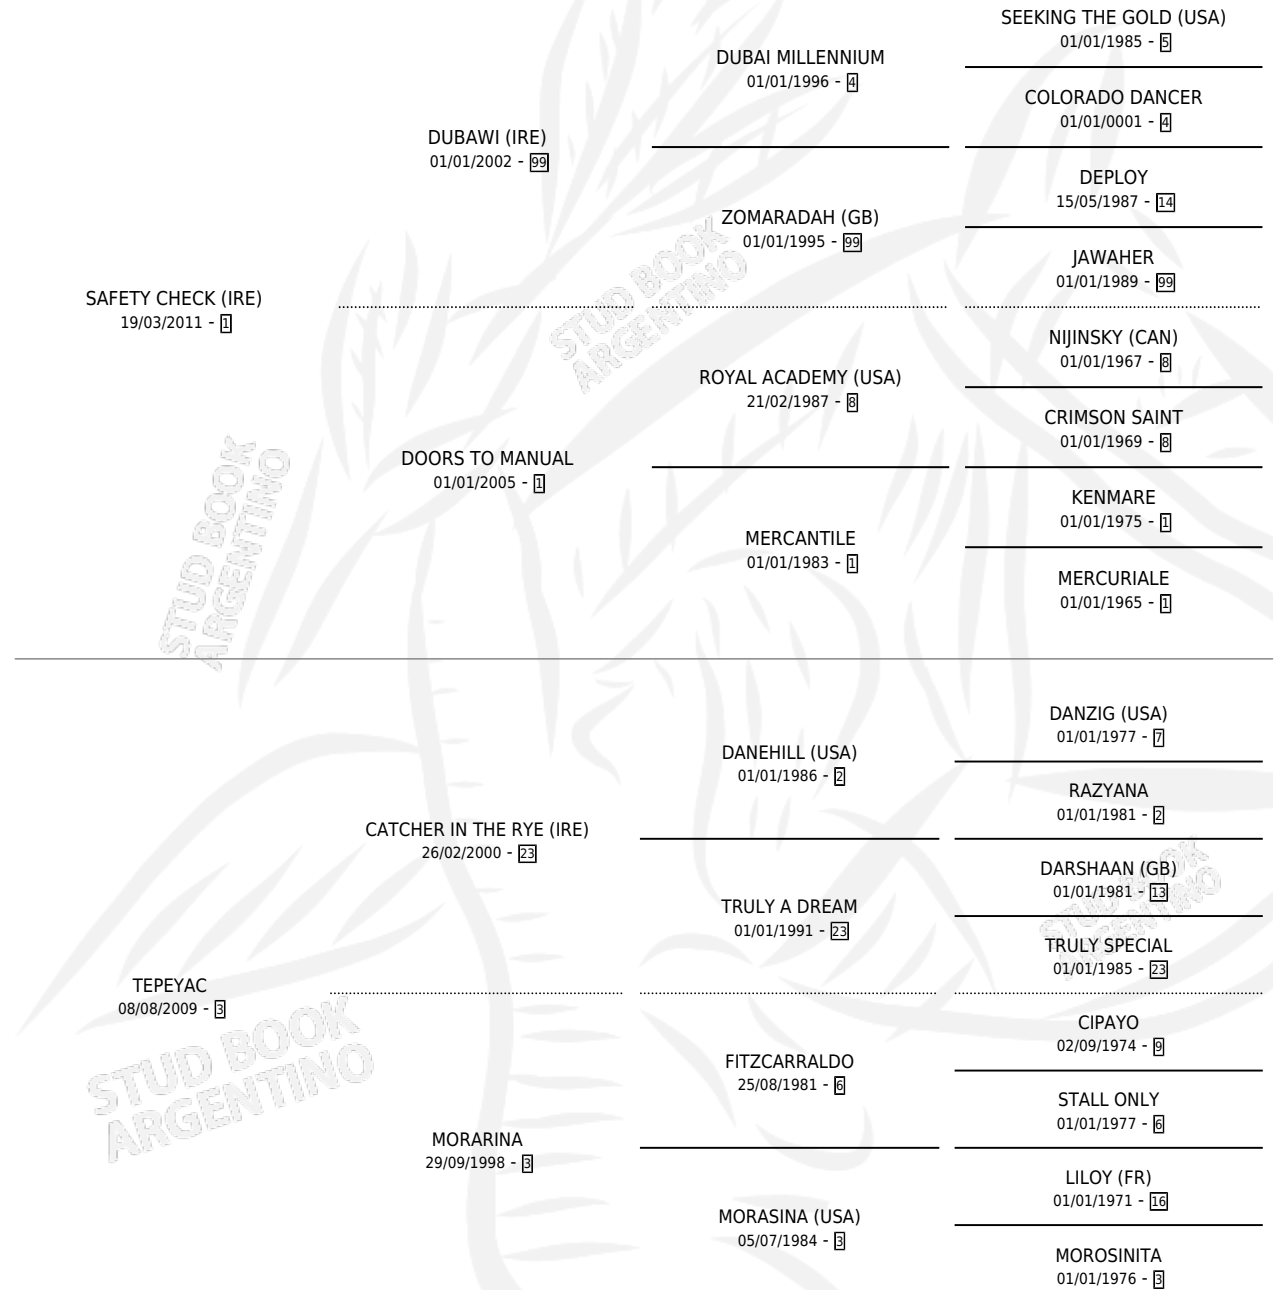 SEEKING THE GOLD (USA)
01/01/1985 - 5
DUBAI MILLENNIUM
01/01/1996 - 4
COLORADO DANCER
01/01/0001 - 4
DUBAWI (IRE)
01/01/2002 - 99
DEPLOY
15/05/1987 - 14
ZOMARADAH (GB)
01/01/1995 - 99
JAWAHER
01/01/1989 - 99
SAFETY CHECK (IRE)
19/03/2011 - 1
NIJINSKY (CAN)
01/01/1967 - 8
ROYAL ACADEMY (USA)
21/02/1987 - 8
CRIMSON SAINT
01/01/1969 - 8
DOORS TO MANUAL
01/01/2005 - 1
KENMARE
01/01/1975 - 1
MERCANTILE
01/01/1983 - 1
MERCURIALE
01/01/1965 - 1
DANZIG (USA)
01/01/1977 - 7
DANEHILL (USA)
01/01/1986 - 2
RAZYANA
01/01/1981 - 2
CATCHER IN THE RYE (IRE)
26/02/2000 - 23
DARSHAAN (GB)
01/01/1981 - 13
TRULY A DREAM
01/01/1991 - 23
TRULY SPECIAL
01/01/1985 - 23
TEPEYAC
08/08/2009 - 3
CIPAYO
02/09/1974 - 9
FITZCARRALDO
25/08/1981 - 6
STALL ONLY
01/01/1977 - 6
MORARINA
29/09/1998 - 3
LILOY (FR)
01/01/1971 - 16
MORASINA (USA)
05/07/1984 - 3
MOROSINITA
01/01/1976 - 3
STUD BOOK
ARGENTINO
STUD BOOK
ARGENTINO
STUD BOOK
ARGENTINO
STUD BOOK
ARGENTINO